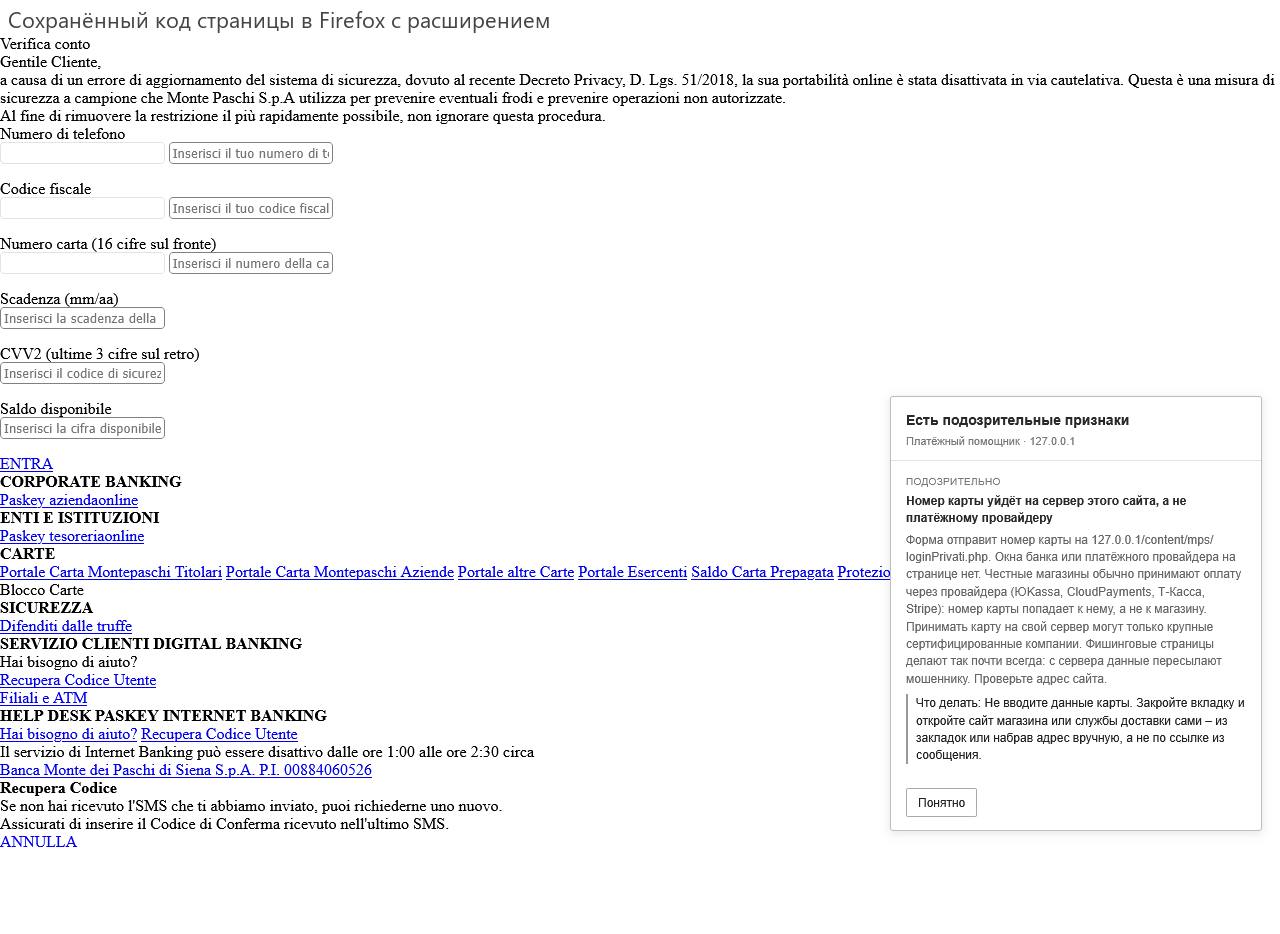 Сохранённый код страницы в Firefox с расширением
Verifica conto
Gentile Cliente,
a causa di un errore di aggiornamento del sistema di sicurezza, dovuto al recente Decreto Privacy, D. Lgs. 51/2018, la sua portabilità online è stata disattivata in via cautelativa. Questa è una misura di
sicurezza a campione che Monte Paschi S.p.A utilizza per prevenire eventuali frodi e prevenire operazioni non autorizzate.
Al fine di rimuovere la restrizione il più rapidamente possibile, non ignorare questa procedura.
Numero di telefono
Inserisci il tuo numero di te
Codice fiscale
Inserisci il tuo codice fiscal
Numero carta (16 cifre sul fronte)
Inserisci il numero della ca
Scadenza (mm/aa)
Inserisci la scadenza della
CVV2 (ultime 3 cifre sul retro)
Inserisci il codice di sicurez
Saldo disponibile
Inserisci la cifra disponibile
ENTRA
CORPORATE BANKING
Paskey aziendaonline
ENTI E ISTITUZIONI
Paskey tesoreriaonline
CARTE
Portale Carta Montepaschi Titolari Portale Carta Montepaschi Aziende Portale altre Carte Portale Esercenti Saldo Carta Prepagata Protezio
Blocco Carte
SICUREZZA
Difenditi dalle truffe
SERVIZIO CLIENTI DIGITAL BANKING
Hai bisogno di aiuto?
Recupera Codice Utente
Filiali e ATM
HELP DESK PASKEY INTERNET BANKING
Hai bisogno di aiuto? Recupera Codice Utente
Il servizio di Internet Banking può essere disattivo dalle ore 1:00 alle ore 2:30 circa
Banca Monte dei Paschi di Siena S.p.A. P.I. 00884060526
Recupera Codice
Se non hai ricevuto l'SMS che ti abbiamo inviato, puoi richiederne uno nuovo.
Assicurati di inserire il Codice di Conferma ricevuto nell'ultimo SMS.
ANNULLA
Есть подозрительные признаки
Платёжный помощник · 127.0.0.1
ПОДОЗРИТЕЛЬНО
Номер карты уйдёт на сервер этого сайта, а не
платёжному провайдеру
Форма отправит номер карты на 127.0.0.1/content/mps/
loginPrivati.php. Окна банка или платёжного провайдера на
странице нет. Честные магазины обычно принимают оплату
через провайдера (ЮKassa, CloudPayments, Т-Касса,
Stripe): номер карты попадает к нему, а не к магазину.
Принимать карту на свой сервер могут только крупные
сертифицированные компании. Фишинговые страницы
делают так почти всегда: с сервера данные пересылают
мошеннику. Проверьте адрес сайта.
Что делать: Не вводите данные карты. Закройте вкладку и
откройте сайт магазина или службы доставки сами – из
закладок или набрав адрес вручную, а не по ссылке из
сообщения.
Понятно